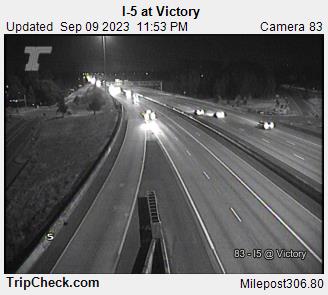 I-5 at Victory
Updated Sep 09 2023 11:53 PM Camera 83
T
S
83 - I5 @ Victory
TripCheck.com Milepost306.80